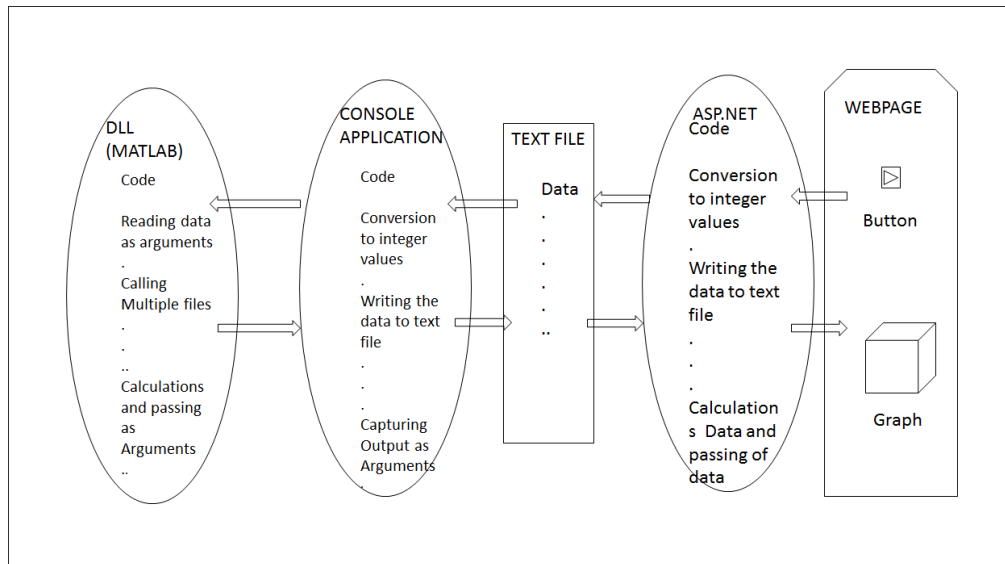 DLL
(MATLAB)
Code
Reading data
as arguments
.
Calling
Multiple files
.
.
..
Calculations
and passing
as
Arguments
..
CONSOLE
APPLICATION
Code
Conversion
to integer
values
.
Writing the
data to text
file
.
.
.
Capturing
Output as
Arguments
.
TEXT FILE
Data
.
.
.
.
.
..
ASP.NET
Code
Conversion
to integer
values
.
Writing the
data to text
file
.
.
.
Calculation
s Data and
passing of
data
WEBPAGE
Button
Graph